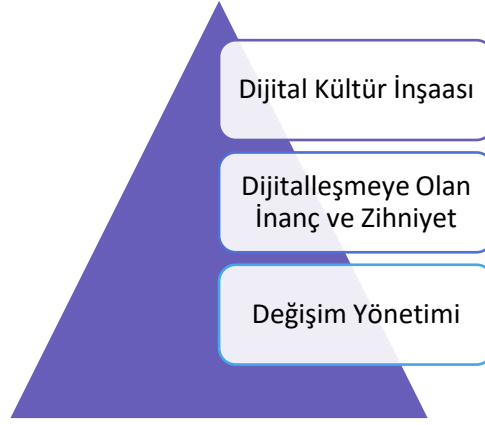 Dijital Kültür İnşaası
Dijitalleşmeye Olan
İnanç ve Zihniyet
Değişim Yönetimi